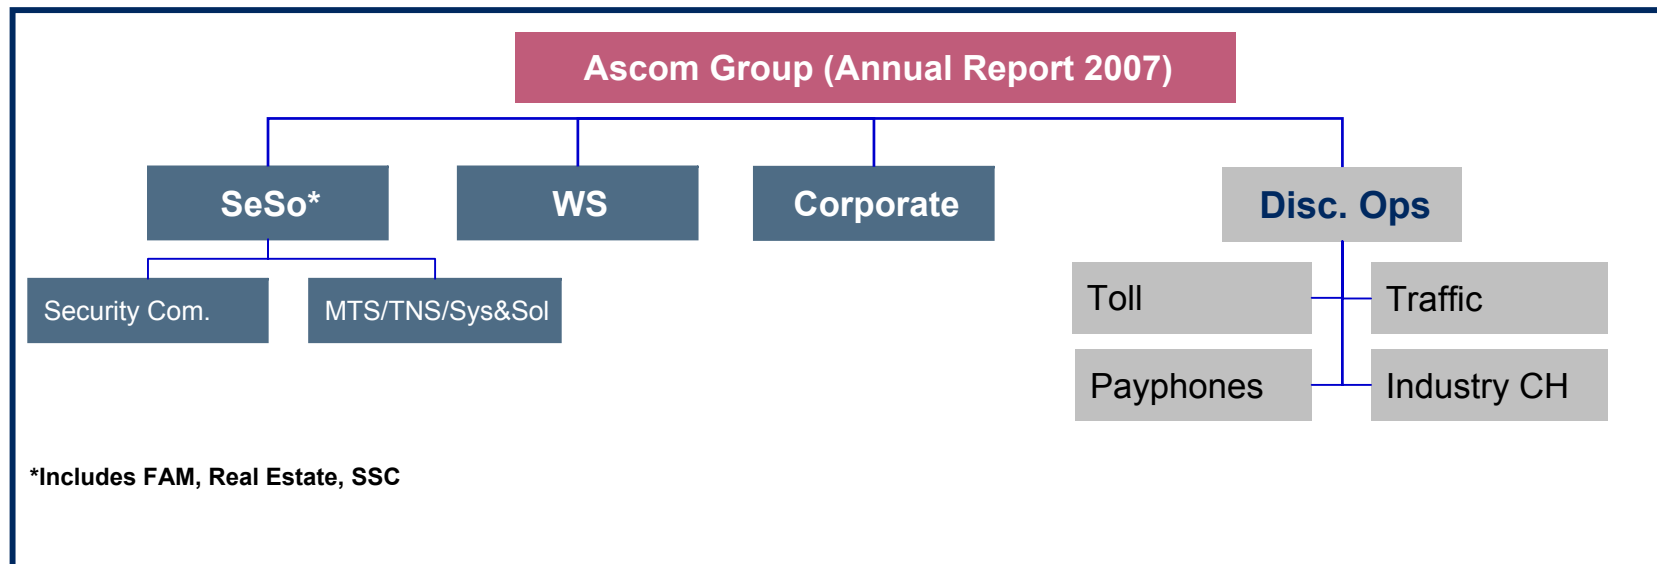 Ascom Group (Annual Report 2007)
SeSo*
WS
Corporate
Disc. Ops
Security Com.
MTS/TNS/Sys&Sol
Toll
Traffic
Payphones
Industry CH
*Includes FAM, Real Estate, SSC